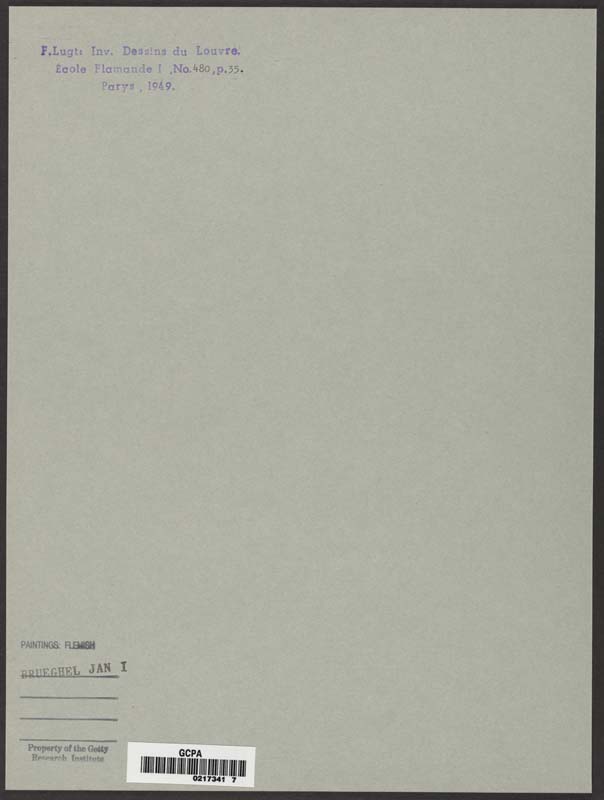 F.Lugt: Inv. Dessins du Louvre.
École Flamande I ,No.480,p.35.
Parys , 1949.
PAINTINGS: FLEMISH
BRUEGHEL JAN I
Property of the Getty
Research Institute
GCPA
0217341 7